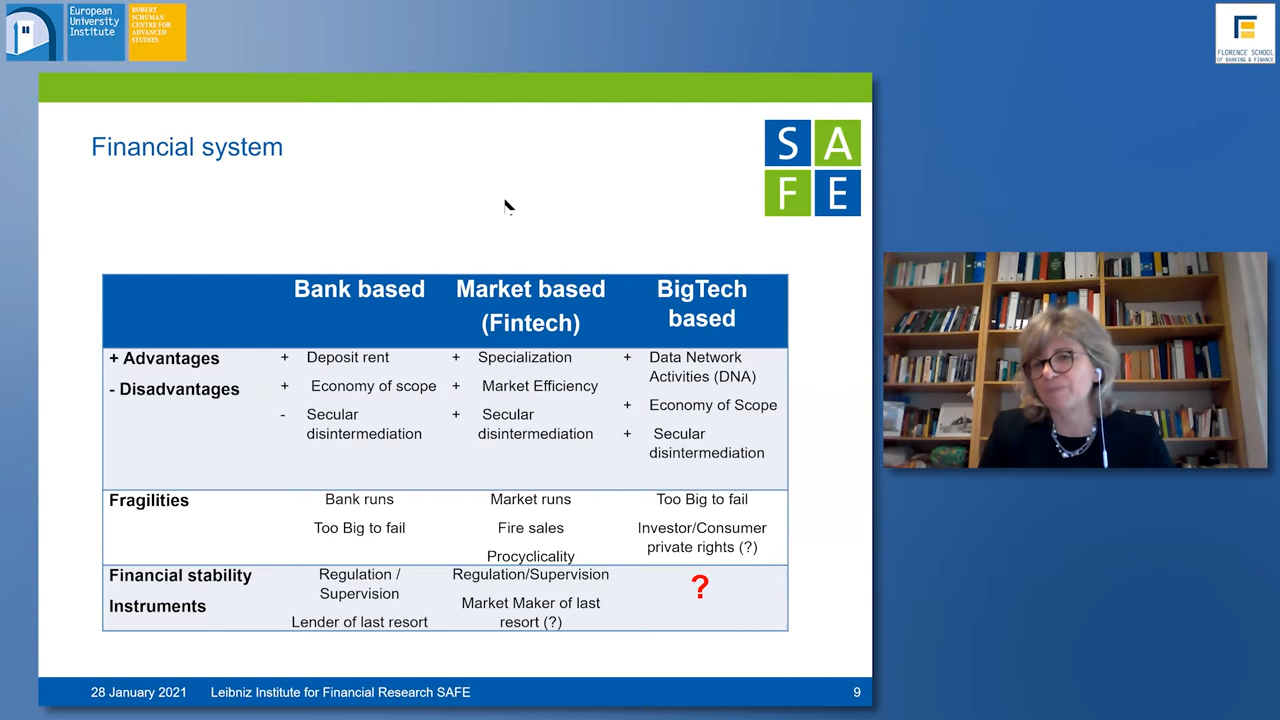 European
University
Institute
ROBERT
SCHUMAN
CENTRE FOR
ADVANCED
STUDIES
FLORENCE SCHOOL
OF BANKING & FINANCE
Financial system
S A
F E
Bank based
Market based
(Fintech)
BigTech
based
+ Advantages
- Disadvantages
+ Deposit rent
+ Economy of scope
- Secular
disintermediation
+ Specialization
+ Market Efficiency
+ Secular
disintermediation
+ Data Network
Activities (DNA)
+ Economy of Scope
+ Secular
disintermediation
Fragilities
Bank runs
Too Big to fail
Market runs
Fire sales
Procyclicality
Too Big to fail
Investor/Consumer
private rights (?)
Financial stability
Instruments
Regulation /
Supervision
Lender of last resort
Regulation/Supervision
Market Maker of last
resort (?)
?
28 January 2021 Leibniz Institute for Financial Research SAFE 9